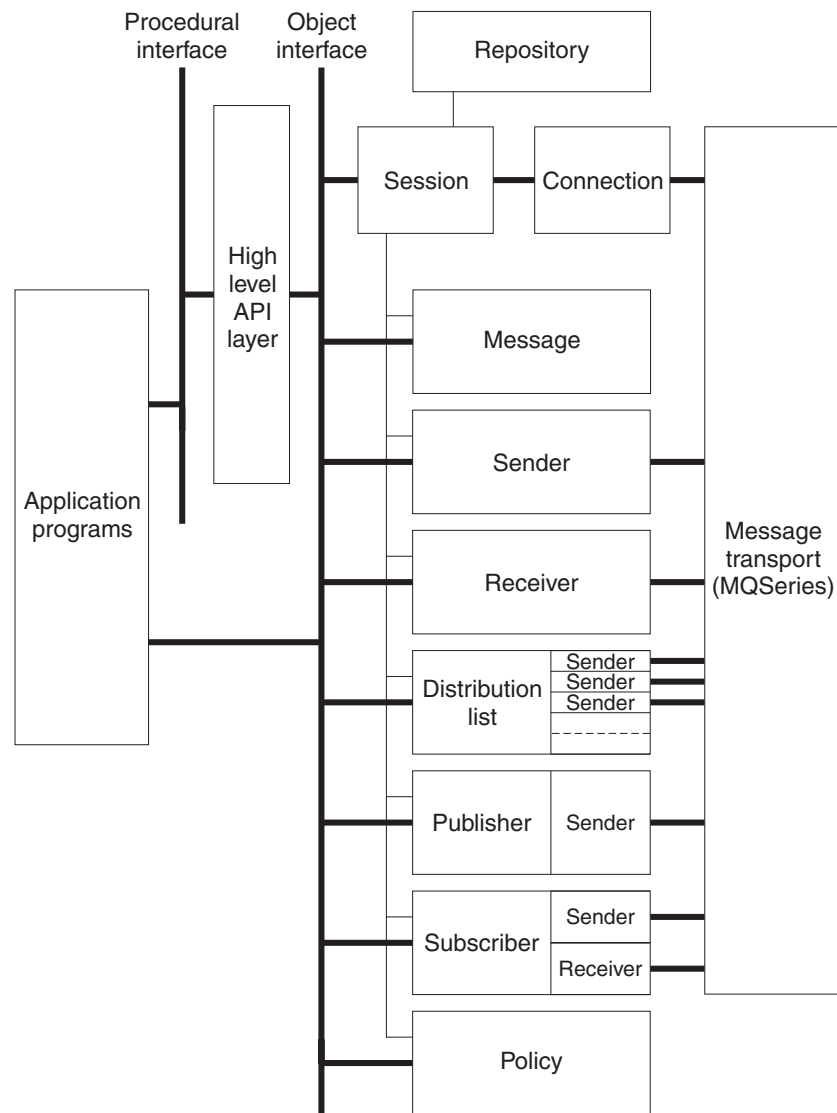 Procedural
interface
Object
interface
Repository
Session
Connection
High
level
API
layer
Message
Sender
Application
programs
Receiver
Message
transport
(MQSeries)
Distribution
list
Sender
Sender
Sender
Publisher
Sender
Subscriber
Sender
Receiver
Policy